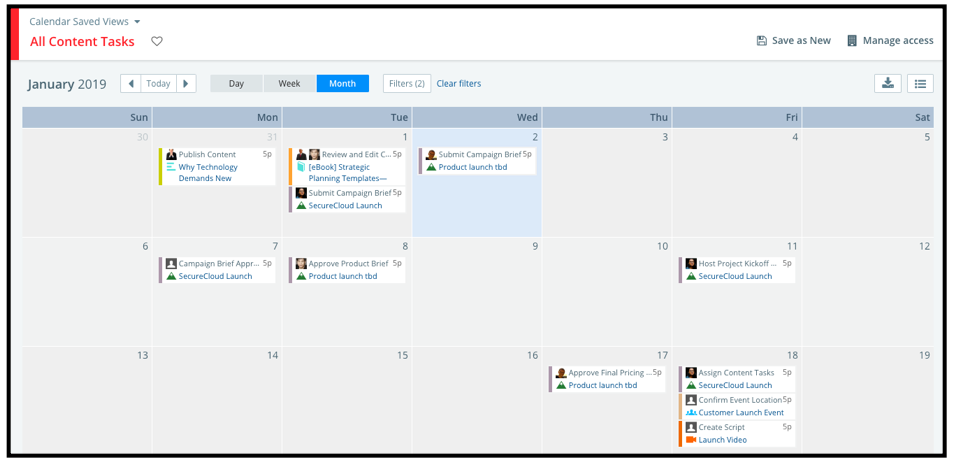 Calendar Saved Views
All Content Tasks
Save as New Manage access
January 2019 Today Day Week Month Filters (2) Clear filters
Sun Mon Tue Wed Thu Fri Sat
30 31 1 2 3 4 5
Publish Content 5p
Why Technology
Demands New
Review and Edit C... 5p
[eBook] Strategic
Planning Templates—
Submit Campaign Brief 5p
SecureCloud Launch
Submit Campaign Brief 5p
Product launch tbd
6 7 8 9 10 11 12
Campaign Brief Appr... 5p
SecureCloud Launch
Approve Product Brief 5p
Product launch tbd
Host Project Kickoff ... 5p
SecureCloud Launch
13 14 15 16 17 18 19
Approve Final Pricing ... 5p
Product launch tbd
Assign Content Tasks 5p
SecureCloud Launch
Confirm Event Location 5p
Customer Launch Event
Create Script 5p
Launch Video